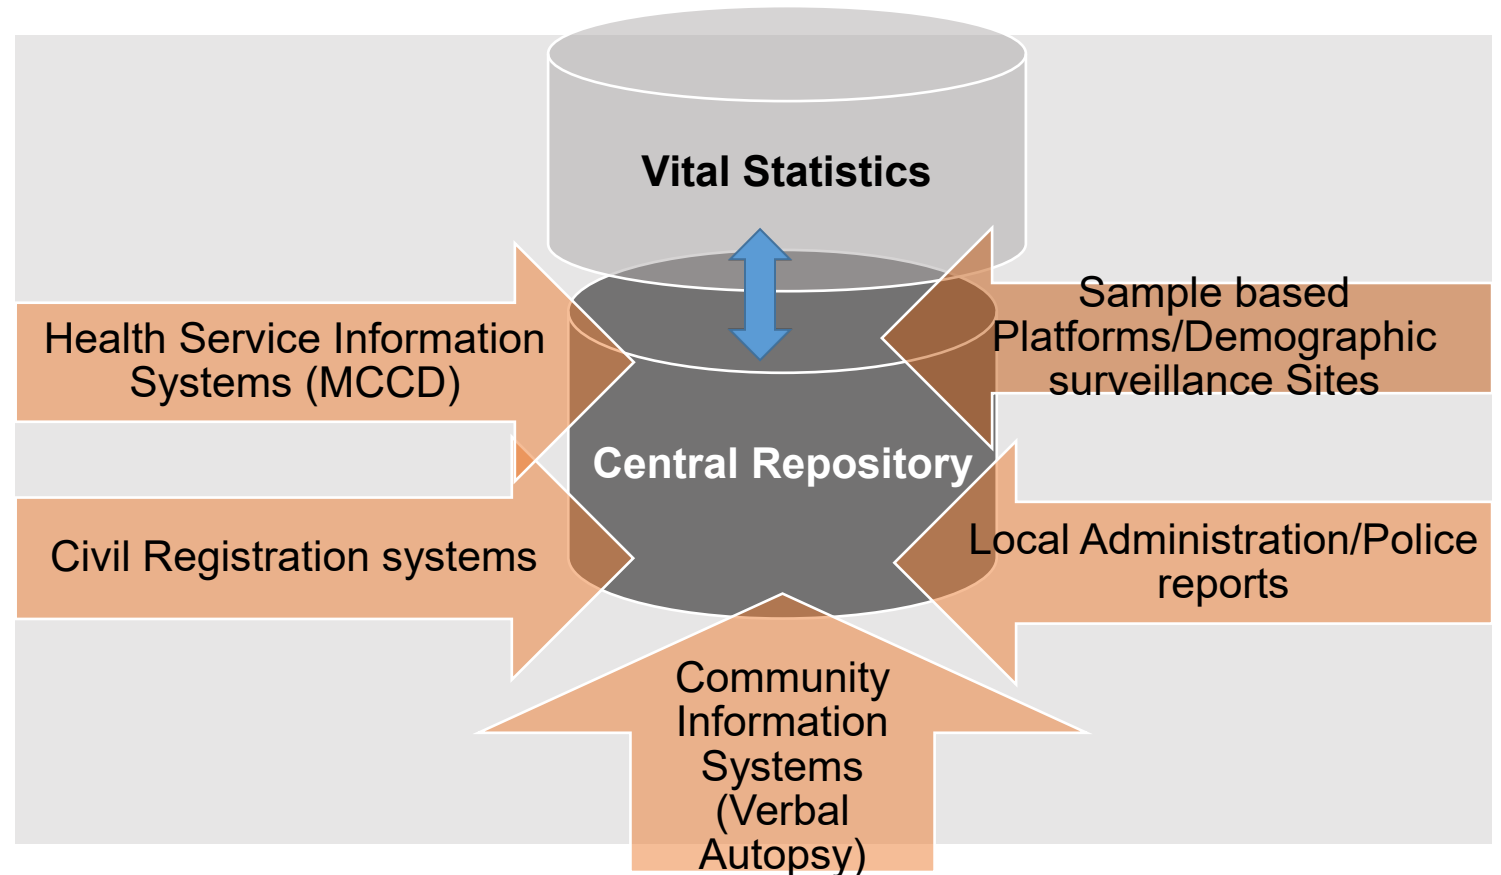 Vital Statistics
Health Service Information
Systems (MCCD)
Sample based
Platforms/Demographic
surveillance Sites
Central Repository
Civil Registration systems
Local Administration/Police
reports
Community
Information
Systems
(Verbal
Autopsy)